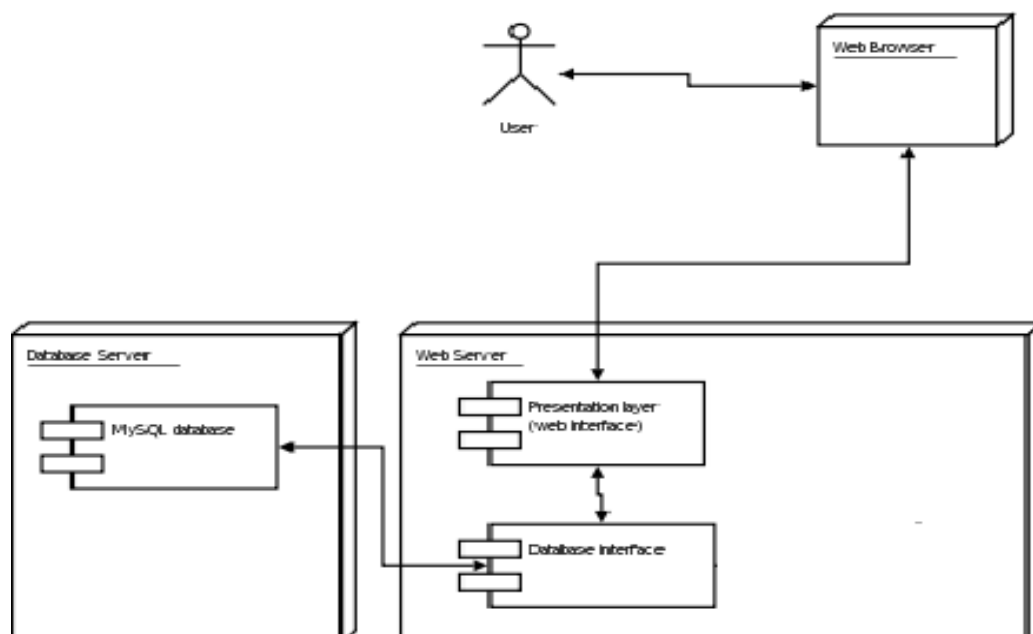 Web Browser
User
Database Server
MySQL database
Web Server
Presentation layer
(web interface)
Database interface